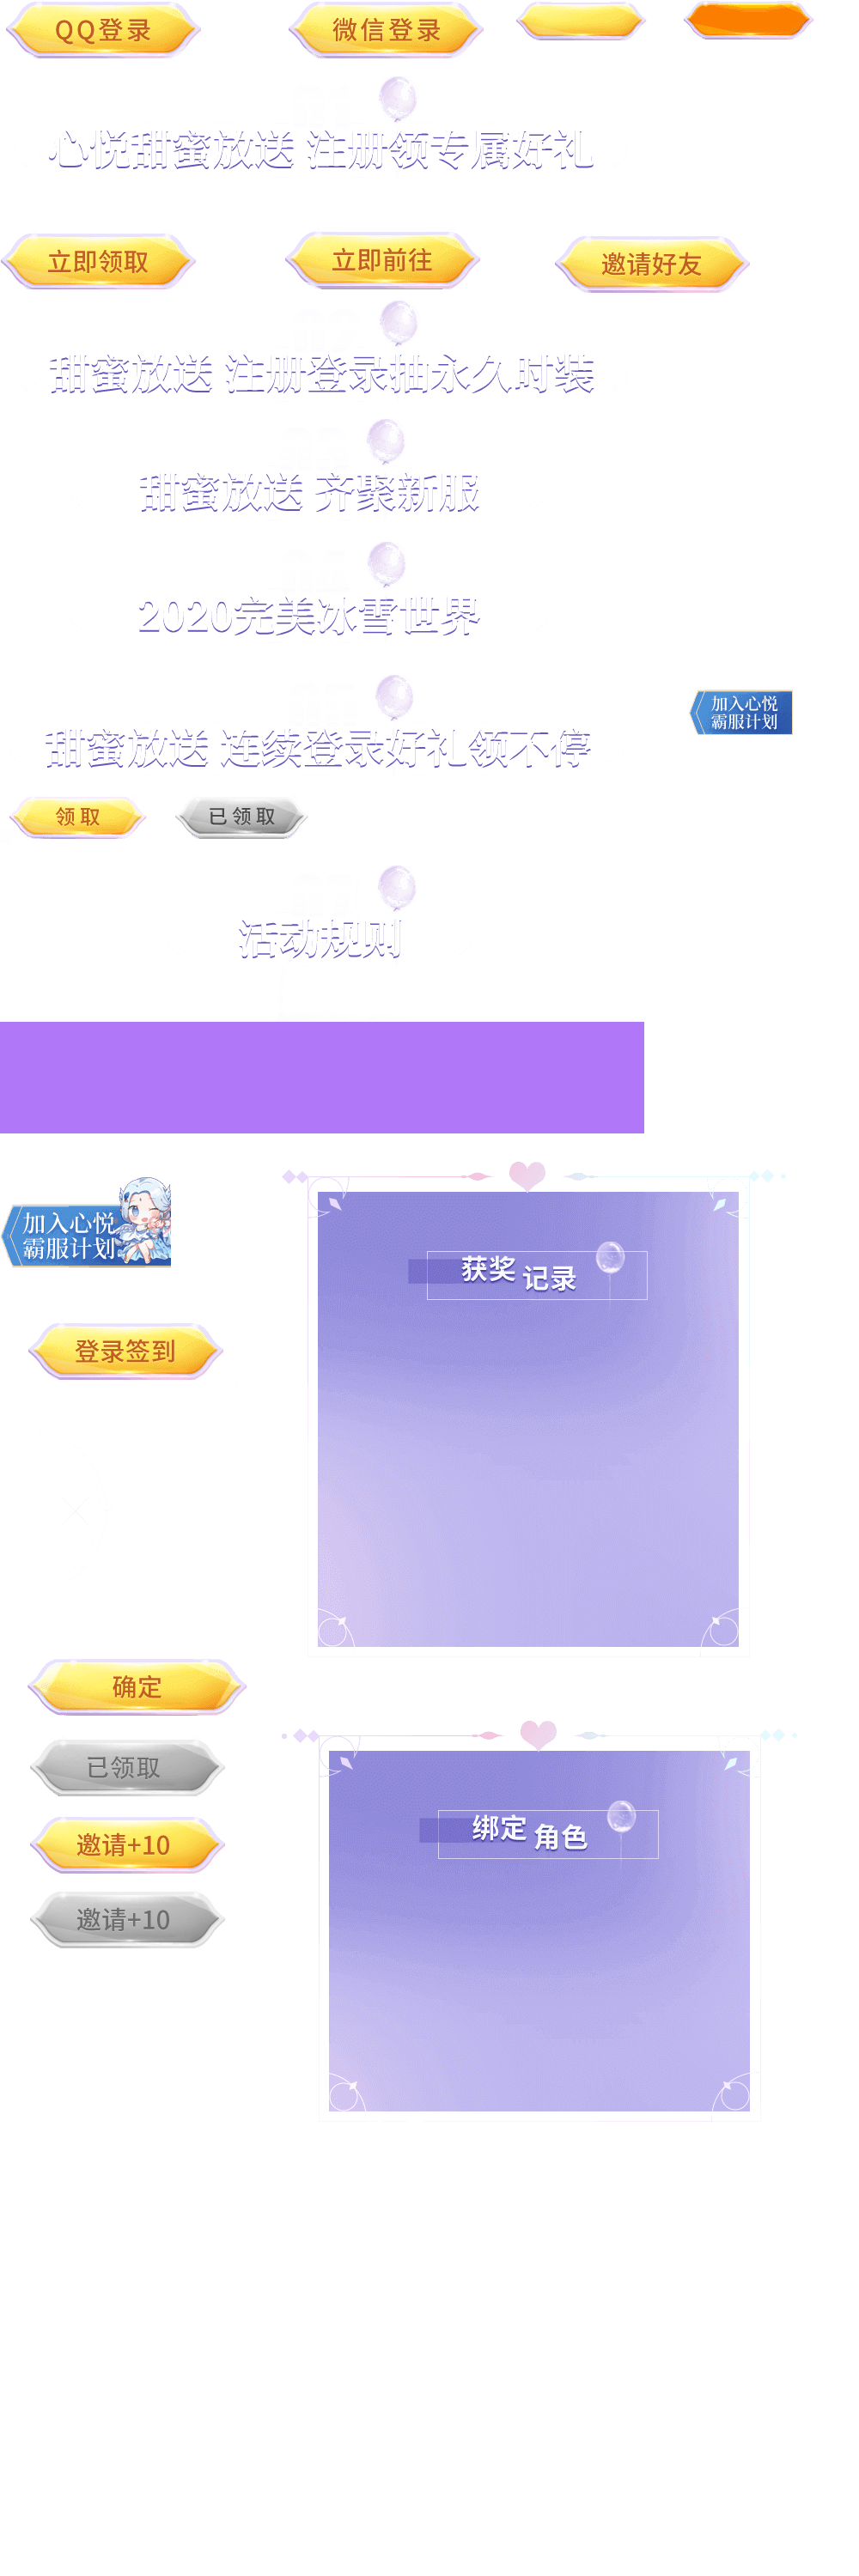 QQ登录
微信登录
心悦甜蜜放送 注册领专属好礼
立即领取
立即前往
邀请好友
甜蜜放送 注册登录抽永久时装
甜蜜放送 齐聚新服
2020完美冰雪世界
甜蜜放送 连续登录好礼领不停
加入心悦
霸服计划
领取
已领取
活动规则
加入心悦
霸服计划
获奖记录
登录签到
确定
已领取
绑定角色
邀请+10
邀请+10